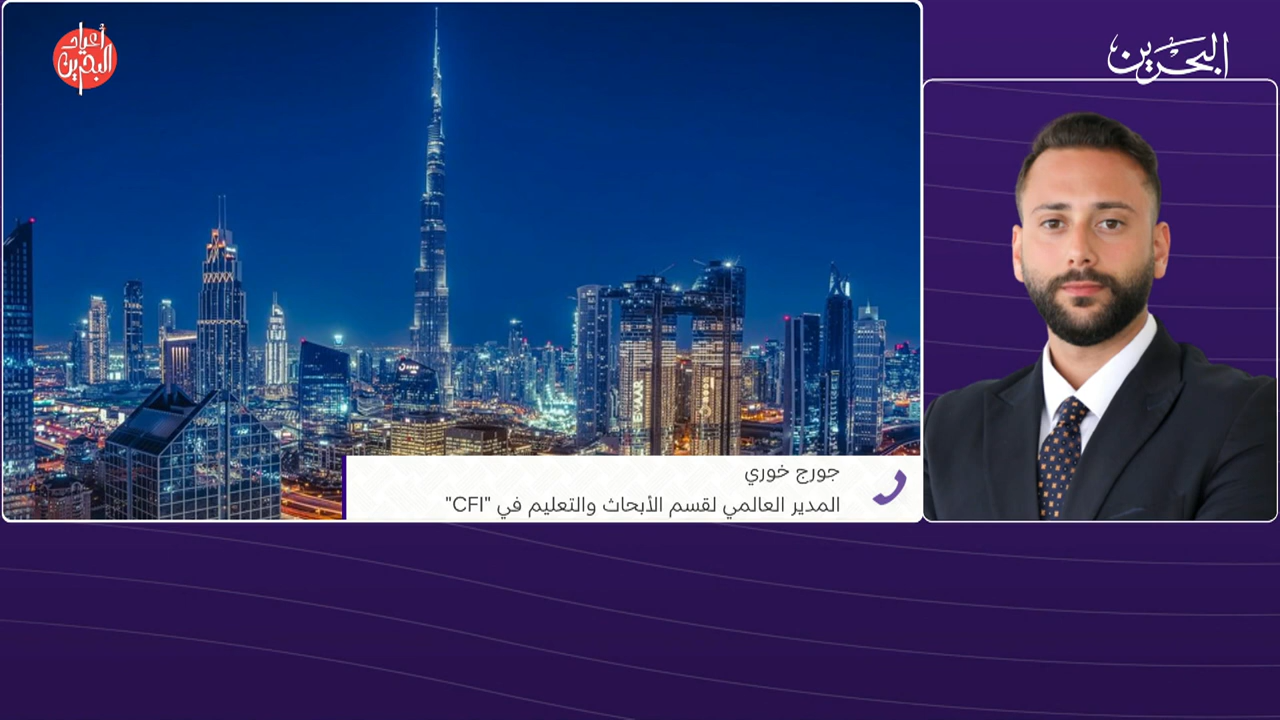 أعياد
البحرين
البحرين
EMAAR
جورج خوري
المدير العالمي لقسم الأبحاث والتعليم في "CFI"